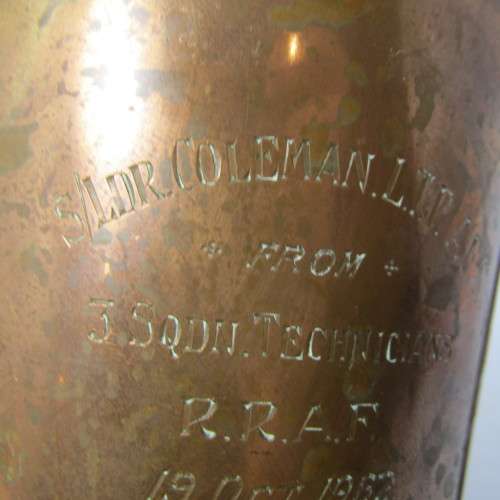 S/LDR. COLEMAN. L.
FROM
3. SQDN. TECHNICIANS
R.R.A.F.
19 OCT